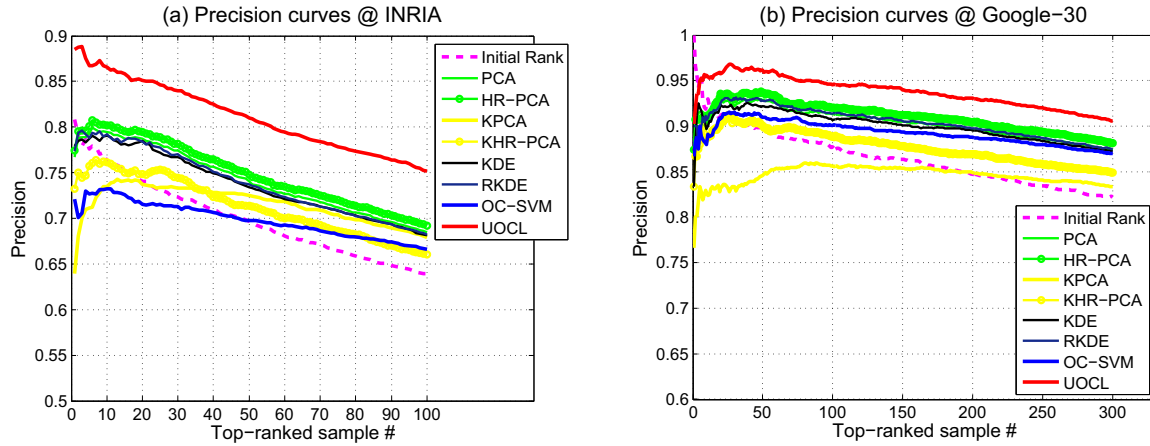 (a) Precision curves @ INRIA
0.9
0.85
0.8
0.75
0.7
0.65
0.6
0.55
0.5
Precision
0 10 20 30 40 50 60 70 80 90 100
Top−ranked sample #
Initial Rank
PCA
HR−PCA
KPCA
KHR−PCA
KDE
RKDE
OC−SVM
UOCL
(b) Precision curves @ Google−30
1
0.95
0.9
0.85
0.8
0.75
0.7
0.65
0.6
Precision
0 50 100 150 200 250 300
Top−ranked sample #
Initial Rank
PCA
HR−PCA
KPCA
KHR−PCA
KDE
RKDE
OC−SVM
UOCL